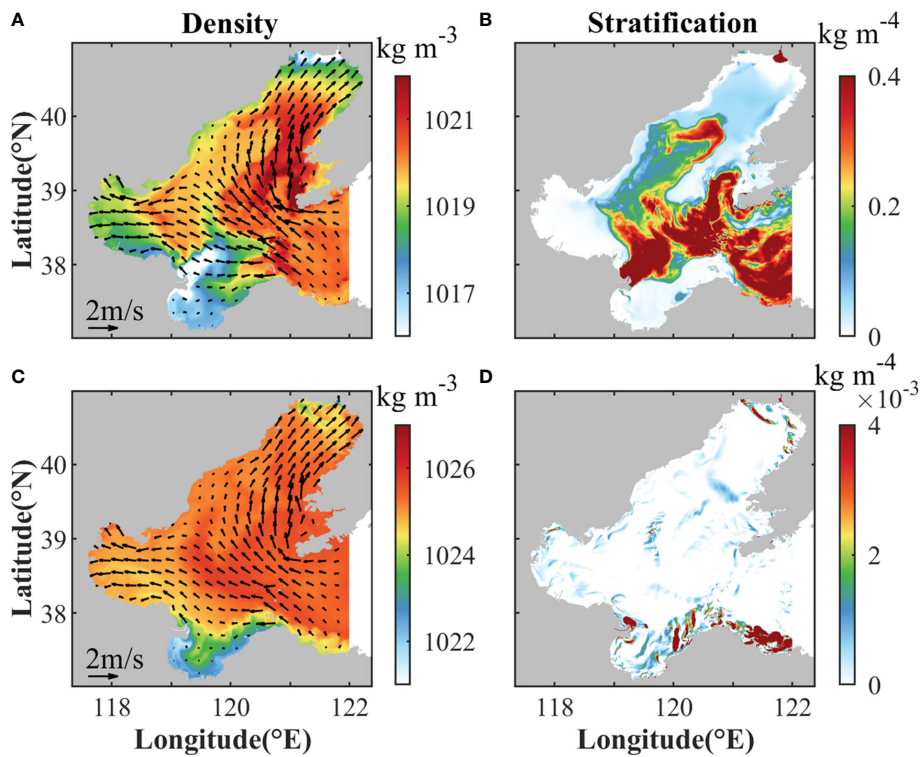 A
Density
kg m-3
B
Stratification
kg m-4
Latitude(°N)
40
39
38
2m/s
1021
1019
1017
0.4
0.2
0
C
kg m-3
D
kg m-4
×10-3
Latitude(°N)
40
39
38
2m/s
1026
1024
1022
4
2
0
118
120
122
Longitude(°E)
118
120
122
Longitude(°E)